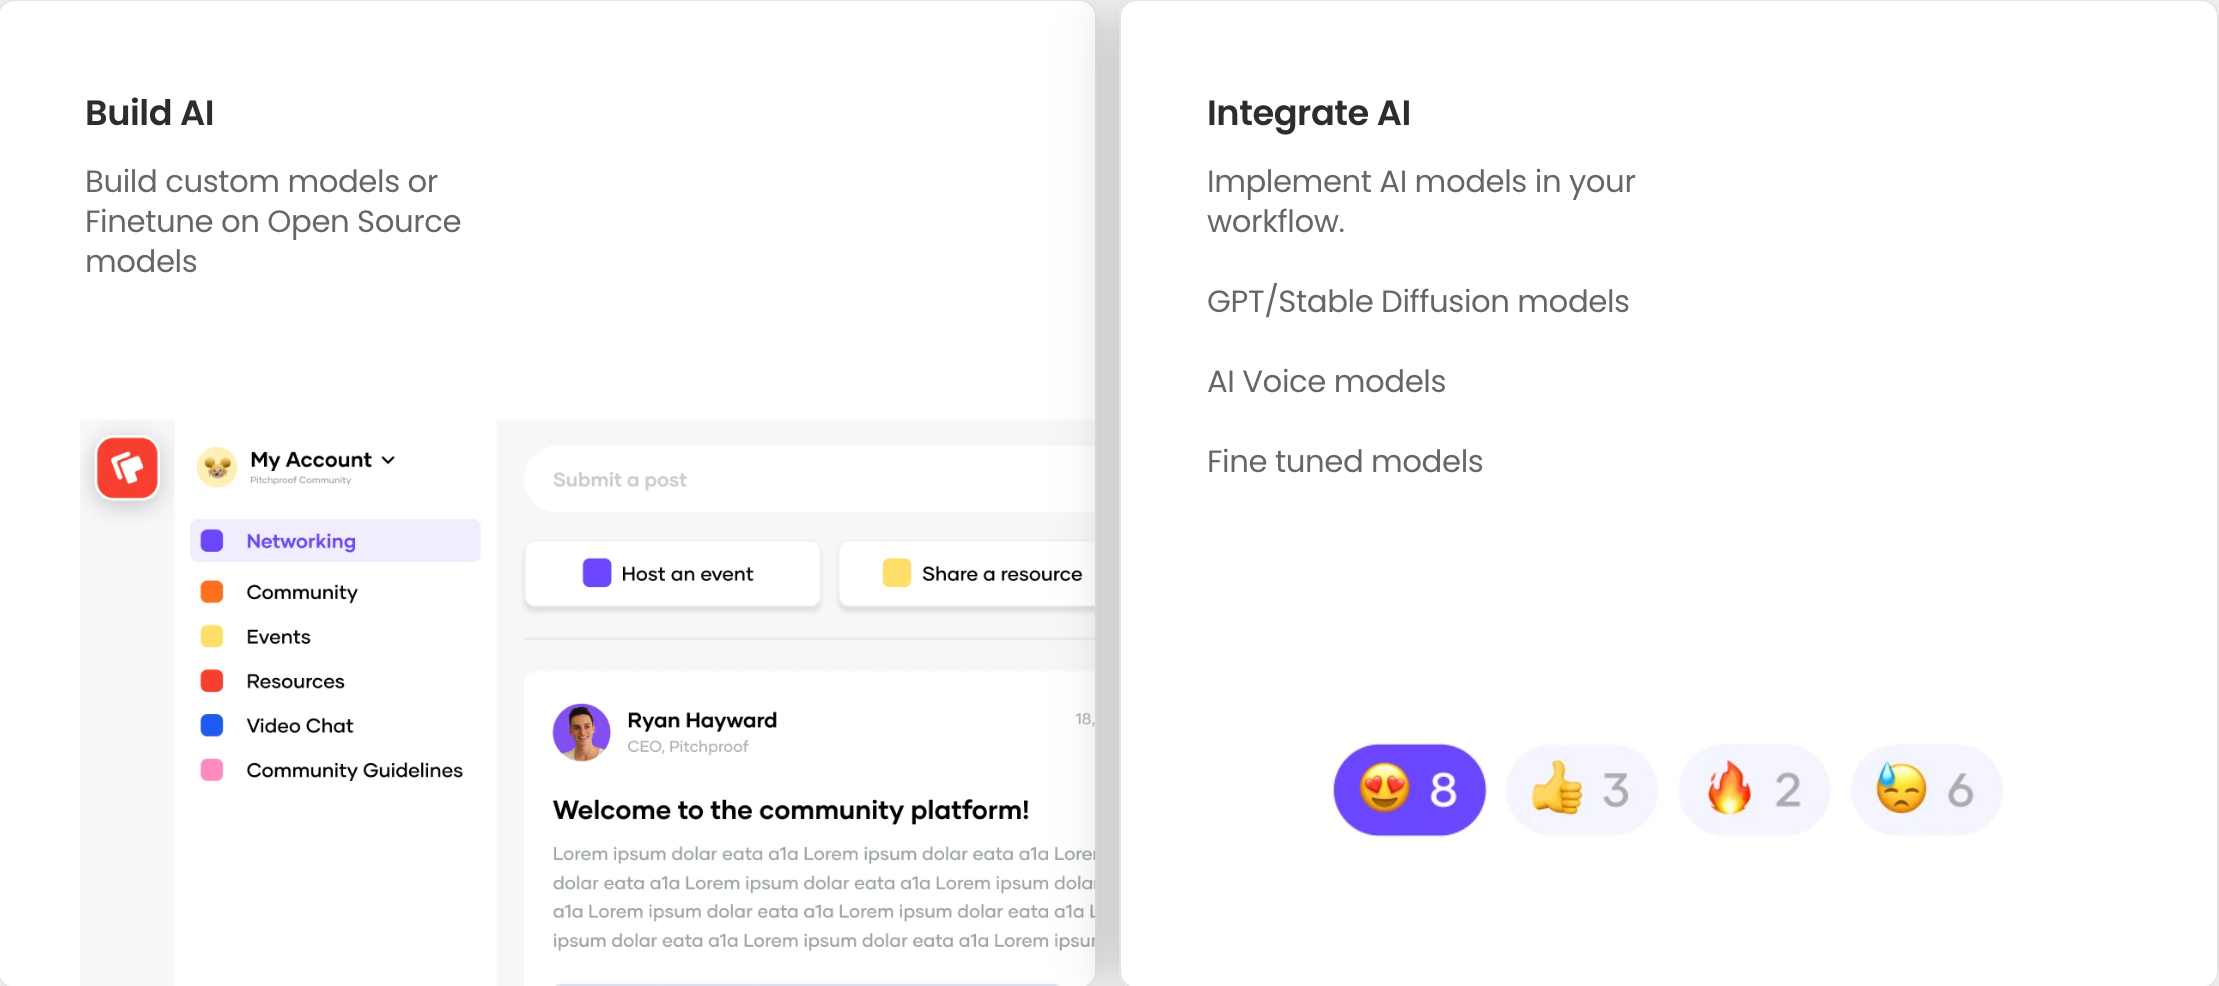 Build AI
Build custom models or
Finetune on Open Source
models
My Account
Pitchproof Community
Networking
Community
Events
Resources
Video Chat
Community Guidelines
Submit a post
Host an event
Share a resource
Ryan Hayward
CEO, Pitchproof
18,
Welcome to the community platform!
Lorem ipsum dolar eata a1a Lorem ipsum dolar eata a1a Lorem
dolar eata a1a Lorem ipsum dolar eata a1a Lorem ipsum dolar
a1a Lorem ipsum dolar eata a1a Lorem ipsum dolar eata a1a L
ipsum dolar eata a1a Lorem ipsum dolar eata a1a Lorem ipsum
Integrate AI
Implement AI models in your
workflow.
GPT/Stable Diffusion models
AI Voice models
Fine tuned models
8
3
2
6